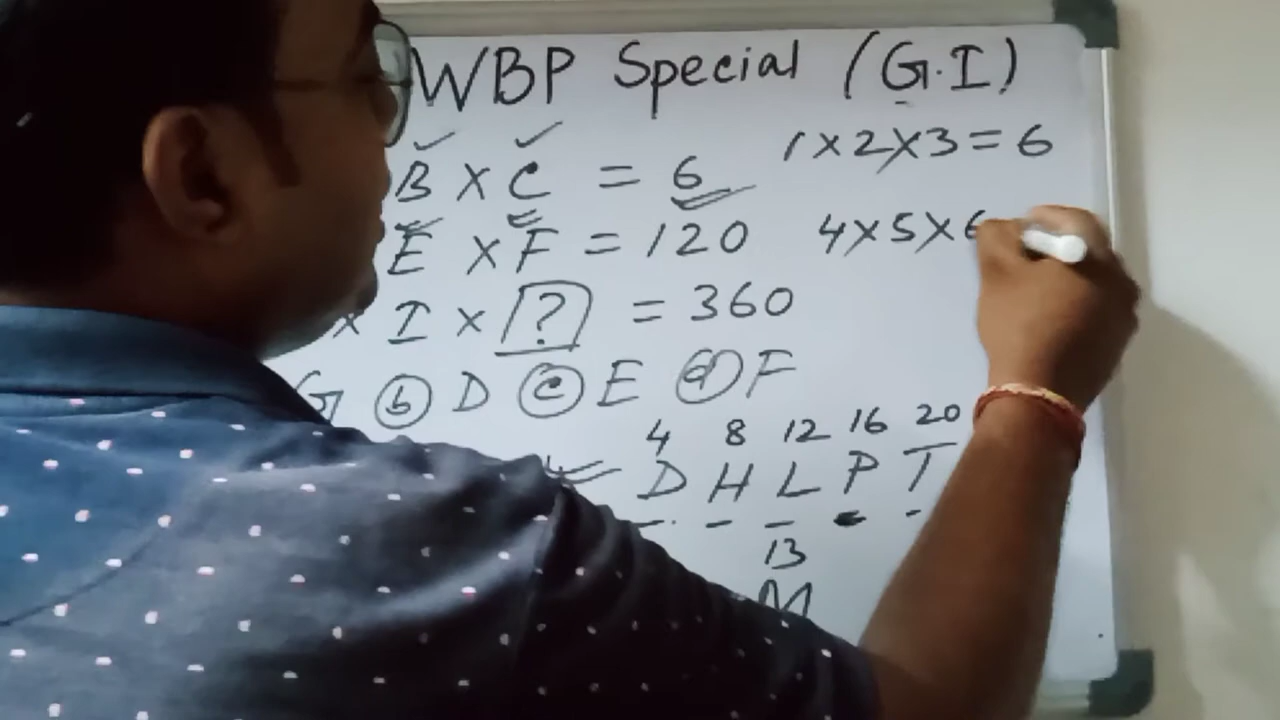 WBP Special (G.I)
B × C = 6 1×2×3=6
E × F = 120 4×5×6
× I × ? = 360
G ⓑ D ⓒ E ⓓ F
4 8 12 16 20
D H L P T
13
M